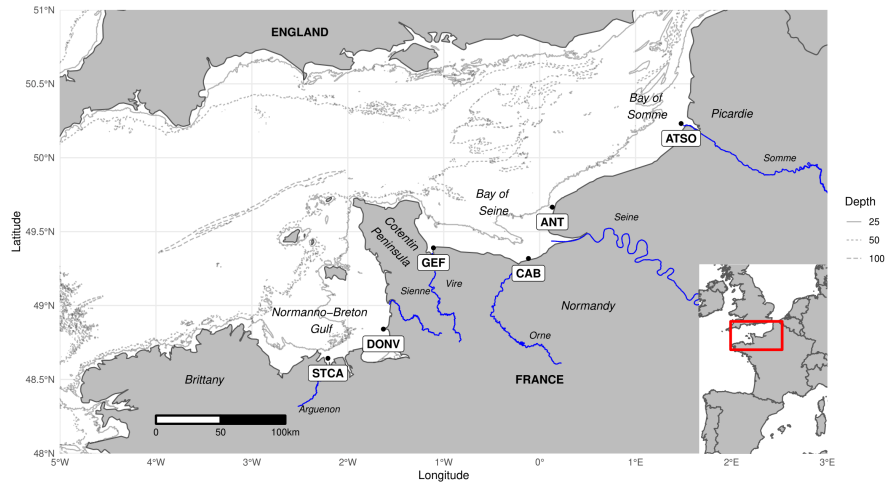 51°N
50.5°N
50°N
49.5°N
49°N
48.5°N
48°N
Latitude
ENGLAND
Bay of
Somme
Picardie
ATSO
Somme
Bay of
Seine
ANT
Seine
Cotentin
Peninsula
GEF
CAB
Sienne
Vire
Normandy
Normanno−Breton
Gulf
DONV
Orne
STCA
Brittany
FRANCE
Arguenon
0 50 100km
5°W 4°W 3°W 2°W 1°W 0° 1°E 2°E 3°E
Longitude
Depth
25
50
100